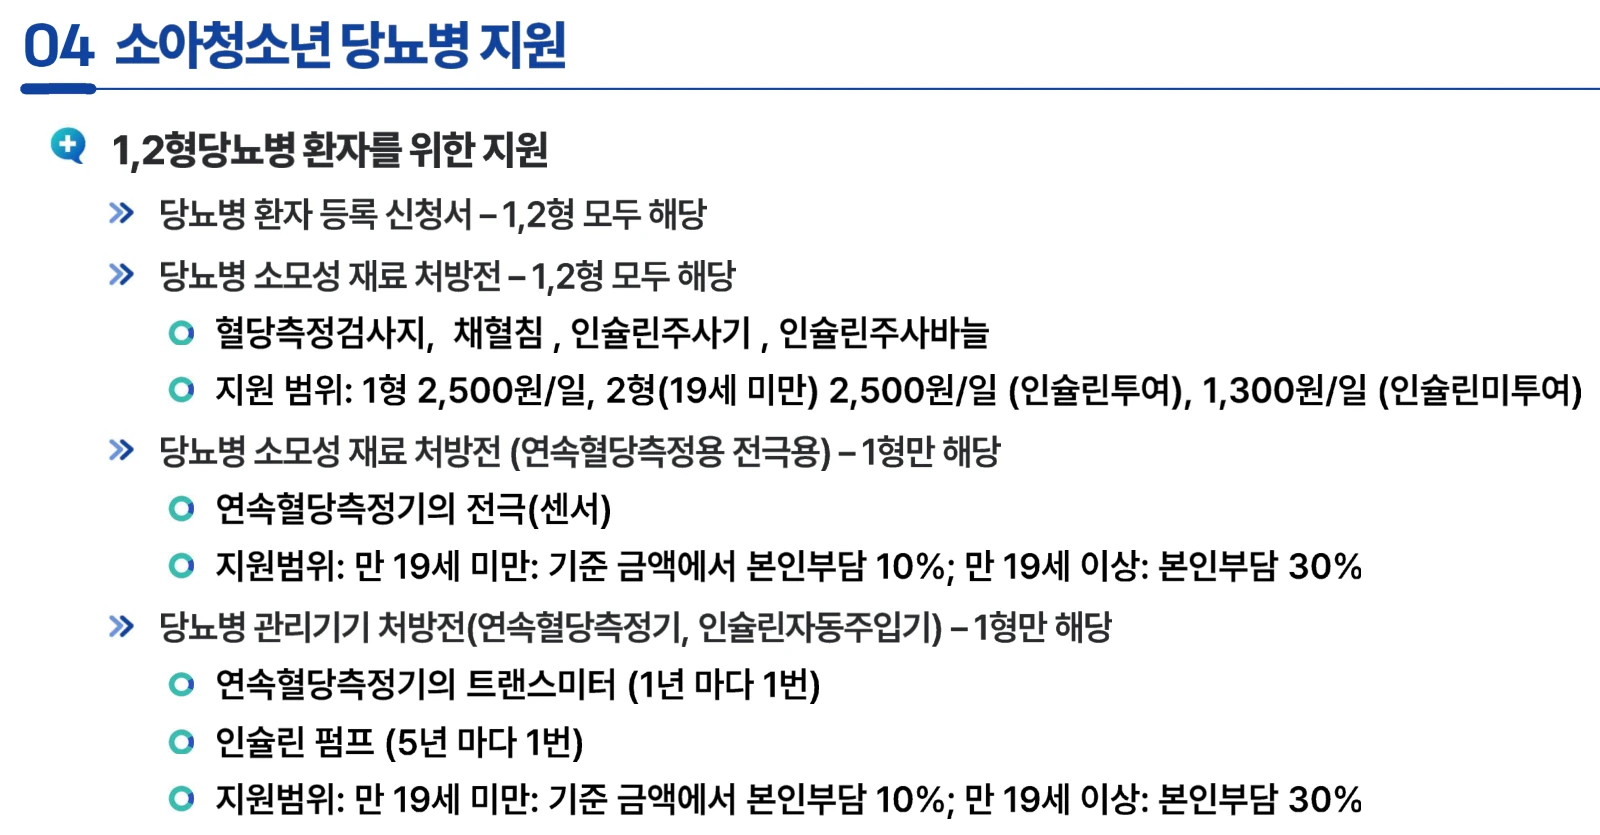 04 소아청소년 당뇨병 지원
1,2형당뇨병 환자를 위한 지원
당뇨병 환자 등록 신청서 – 1,2형 모두 해당
당뇨병 소모성 재료 처방전 – 1,2형 모두 해당
혈당측정검사지, 채혈침 , 인슐린주사기 , 인슐린주사바늘
지원 범위: 1형 2,500원/일, 2형(19세 미만) 2,500원/일 (인슐린투여), 1,300원/일 (인슐린미투여)
당뇨병 소모성 재료 처방전 (연속혈당측정용 전극용) – 1형만 해당
연속혈당측정기의 전극(센서)
지원범위: 만 19세 미만: 기준 금액에서 본인부담 10%; 만 19세 이상: 본인부담 30%
당뇨병 관리기기 처방전(연속혈당측정기, 인슐린자동주입기) – 1형만 해당
연속혈당측정기의 트랜스미터 (1년 마다 1번)
인슐린 펌프 (5년 마다 1번)
지원범위: 만 19세 미만: 기준 금액에서 본인부담 10%; 만 19세 이상: 본인부담 30%